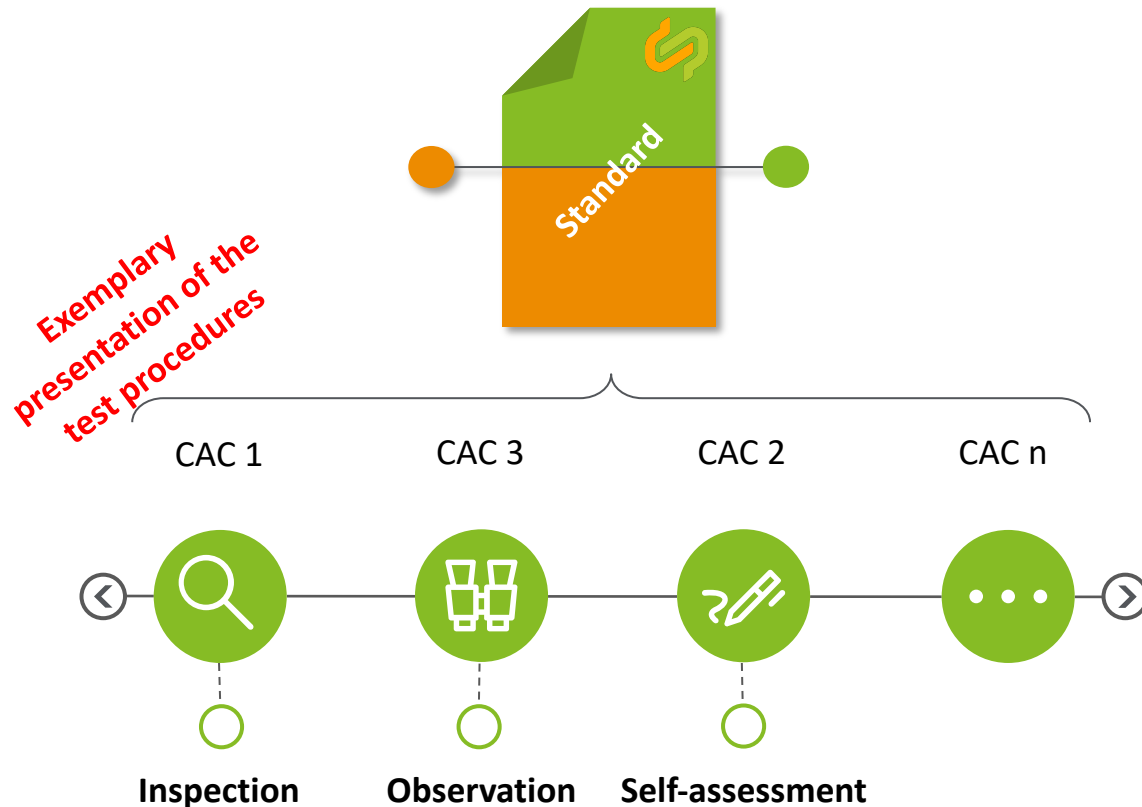 Standard
Exemplary
presentation of the
test procedures
CAC 1
CAC 3
CAC 2
CAC n
Inspection
Observation
Self-assessment